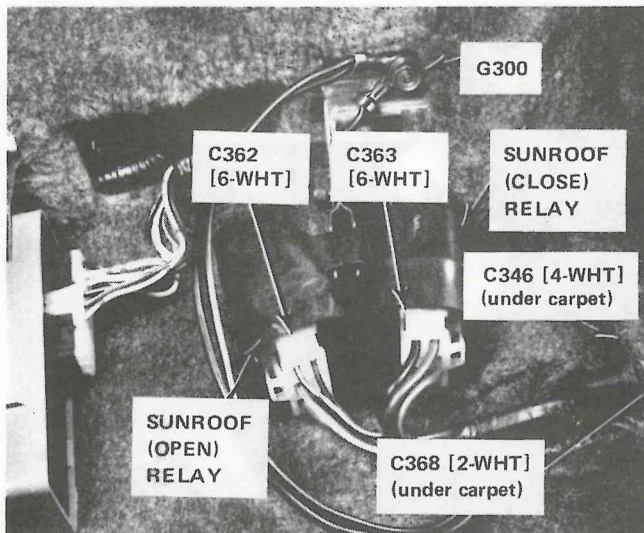 G300
C362
[6-WHT]
C363
[6-WHT]
SUNROOF
(CLOSE)
RELAY
C346 [4-WHT]
(under carpet)
SUNROOF
(OPEN)
RELAY
C368 [2-WHT]
(under carpet)